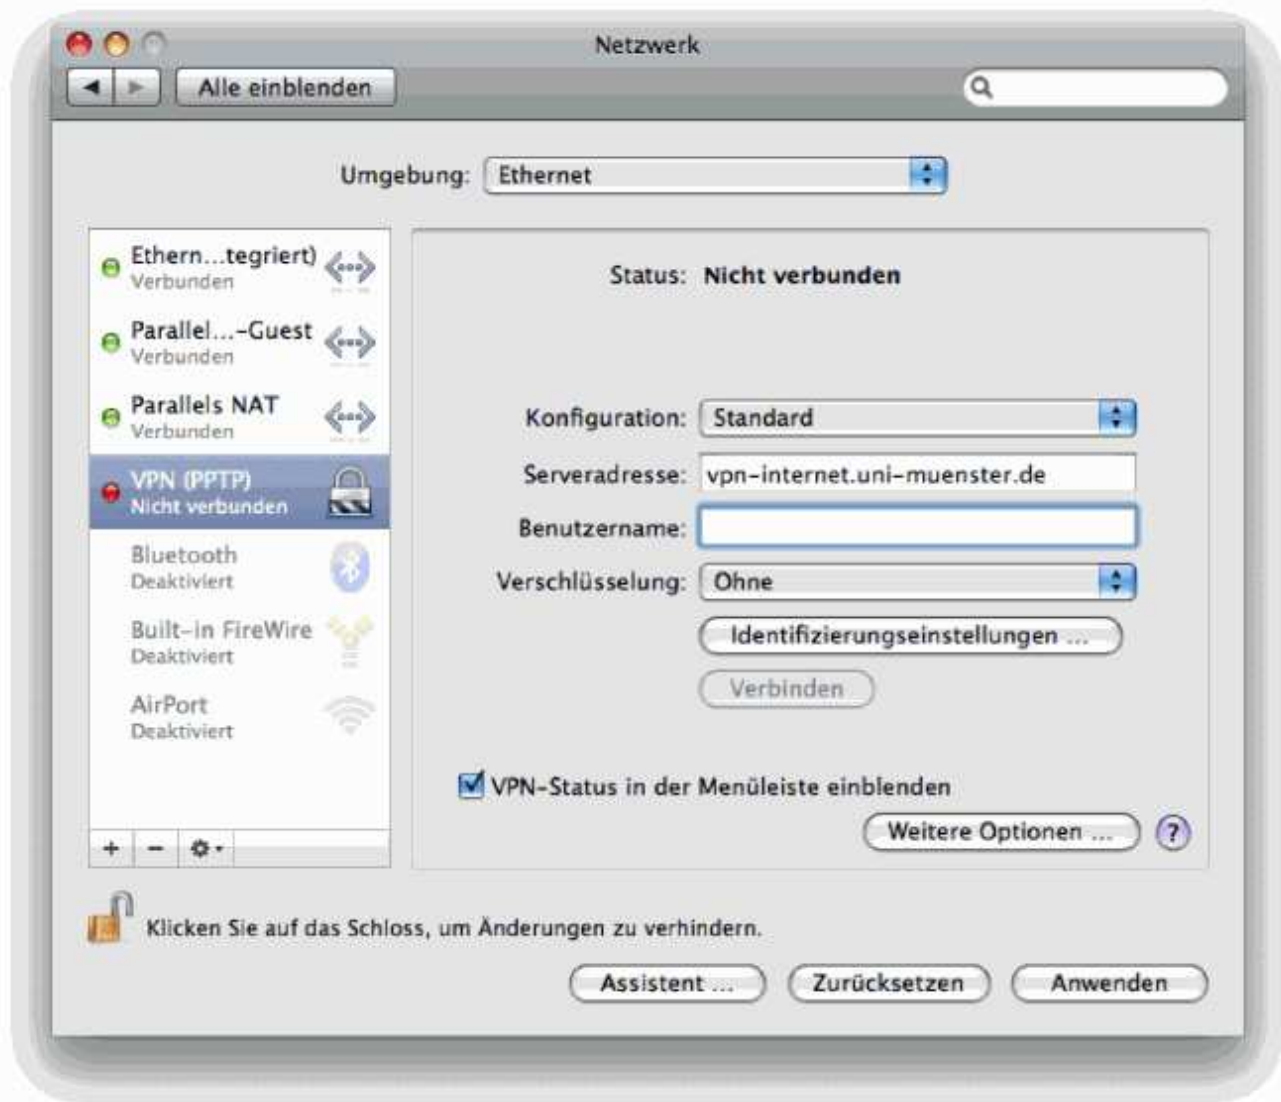 Netzwerk
Alle einblenden
Umgebung: Ethernet
Ethern...tegriert)
Verbunden
Parallel...-Guest
Verbunden
Parallels NAT
Verbunden
VPN (PPTP)
Nicht verbunden
Bluetooth
Deaktiviert
Built-in FireWire
Deaktiviert
AirPort
Deaktiviert
Status: Nicht verbunden
Konfiguration: Standard
Serveradresse: vpn-internet.uni-muenster.de
Benutzername:
Verschlüsselung: Ohne
Identifizierungseinstellungen ...
Verbinden
VPN-Status in der Menüleiste einblenden
Weitere Optionen ... ?
Klicken Sie auf das Schloss, um Änderungen zu verhindern.
Assistent ... Zurücksetzen Anwenden